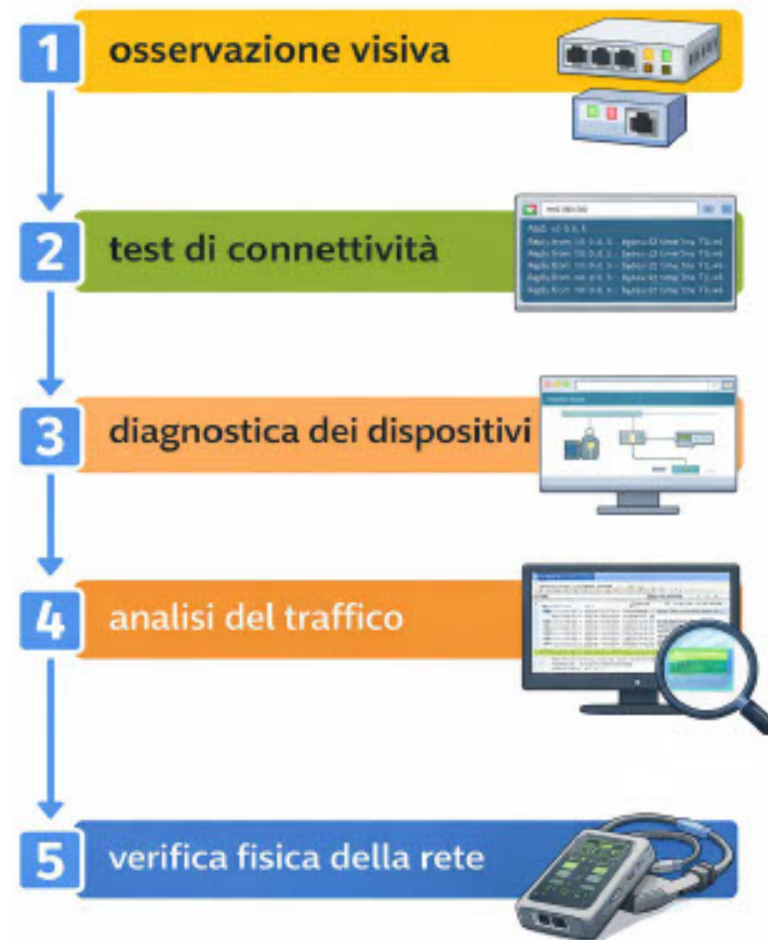 1
osservazione visiva
2
test di connettività
3
diagnostica dei dispositivi
4
analisi del traffico
5
verifica fisica della rete